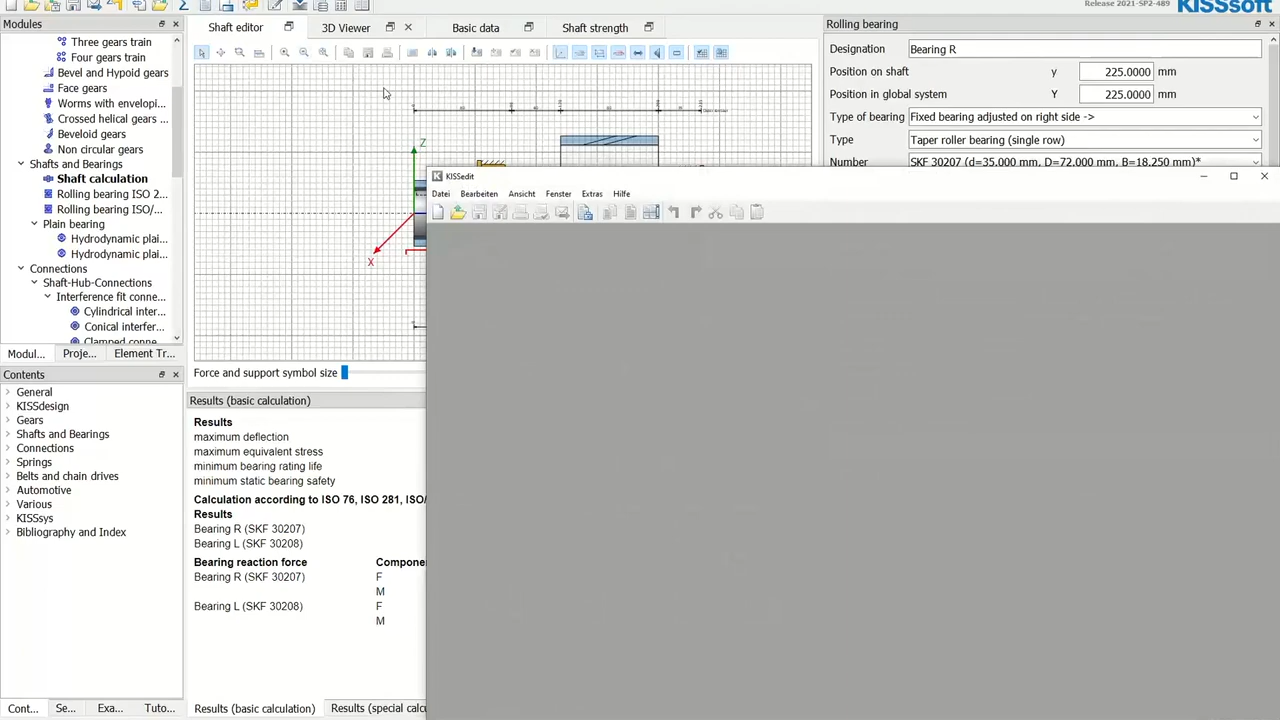 Release 2021-SP2-489
KISSsoft
Modules
Three gears train
Four gears train
Bevel and Hypoid gears
Face gears
Worms with envelopi...
Crossed helical gears ...
Beveloid gears
Non circular gears
Shafts and Bearings
Shaft calculation
Rolling bearing ISO 2...
Rolling bearing ISO/...
Plain bearing
Hydrodynamic plai...
Hydrodynamic plai...
Connections
Shaft-Hub-Connections
Interference fit conne...
Cylindrical inter...
Conical interfer...
Clamped conne...
Modul...
Proje...
Element Tr...
Contents
General
KISSdesign
Gears
Shafts and Bearings
Connections
Springs
Belts and chain drives
Automotive
Various
KISSsys
Bibliography and Index
Cont...
Se...
Exa...
Tuto...
Shaft editor
3D Viewer
Basic data
Shaft strength
Z
X
Force and support symbol size
Results (basic calculation)
Results
maximum deflection
maximum equivalent stress
minimum bearing rating life
minimum static bearing safety
Calculation according to ISO 76, ISO 281, ISO/
Results
Bearing R (SKF 30207)
Bearing L (SKF 30208)
Bearing reaction force Compone
Bearing R (SKF 30207) F
M
Bearing L (SKF 30208) F
M
Results (basic calculation)
Results (special calcu
Rolling bearing
Designation Bearing R
Position on shaft y 225.0000 mm
Position in global system Y 225.0000 mm
Type of bearing Fixed bearing adjusted on right side ->
Type Taper roller bearing (single row)
Number SKF 30207 (d=35.000 mm, D=72.000 mm, B=18.250 mm)*
KISSedit
Datei Bearbeiten Ansicht Fenster Extras Hilfe